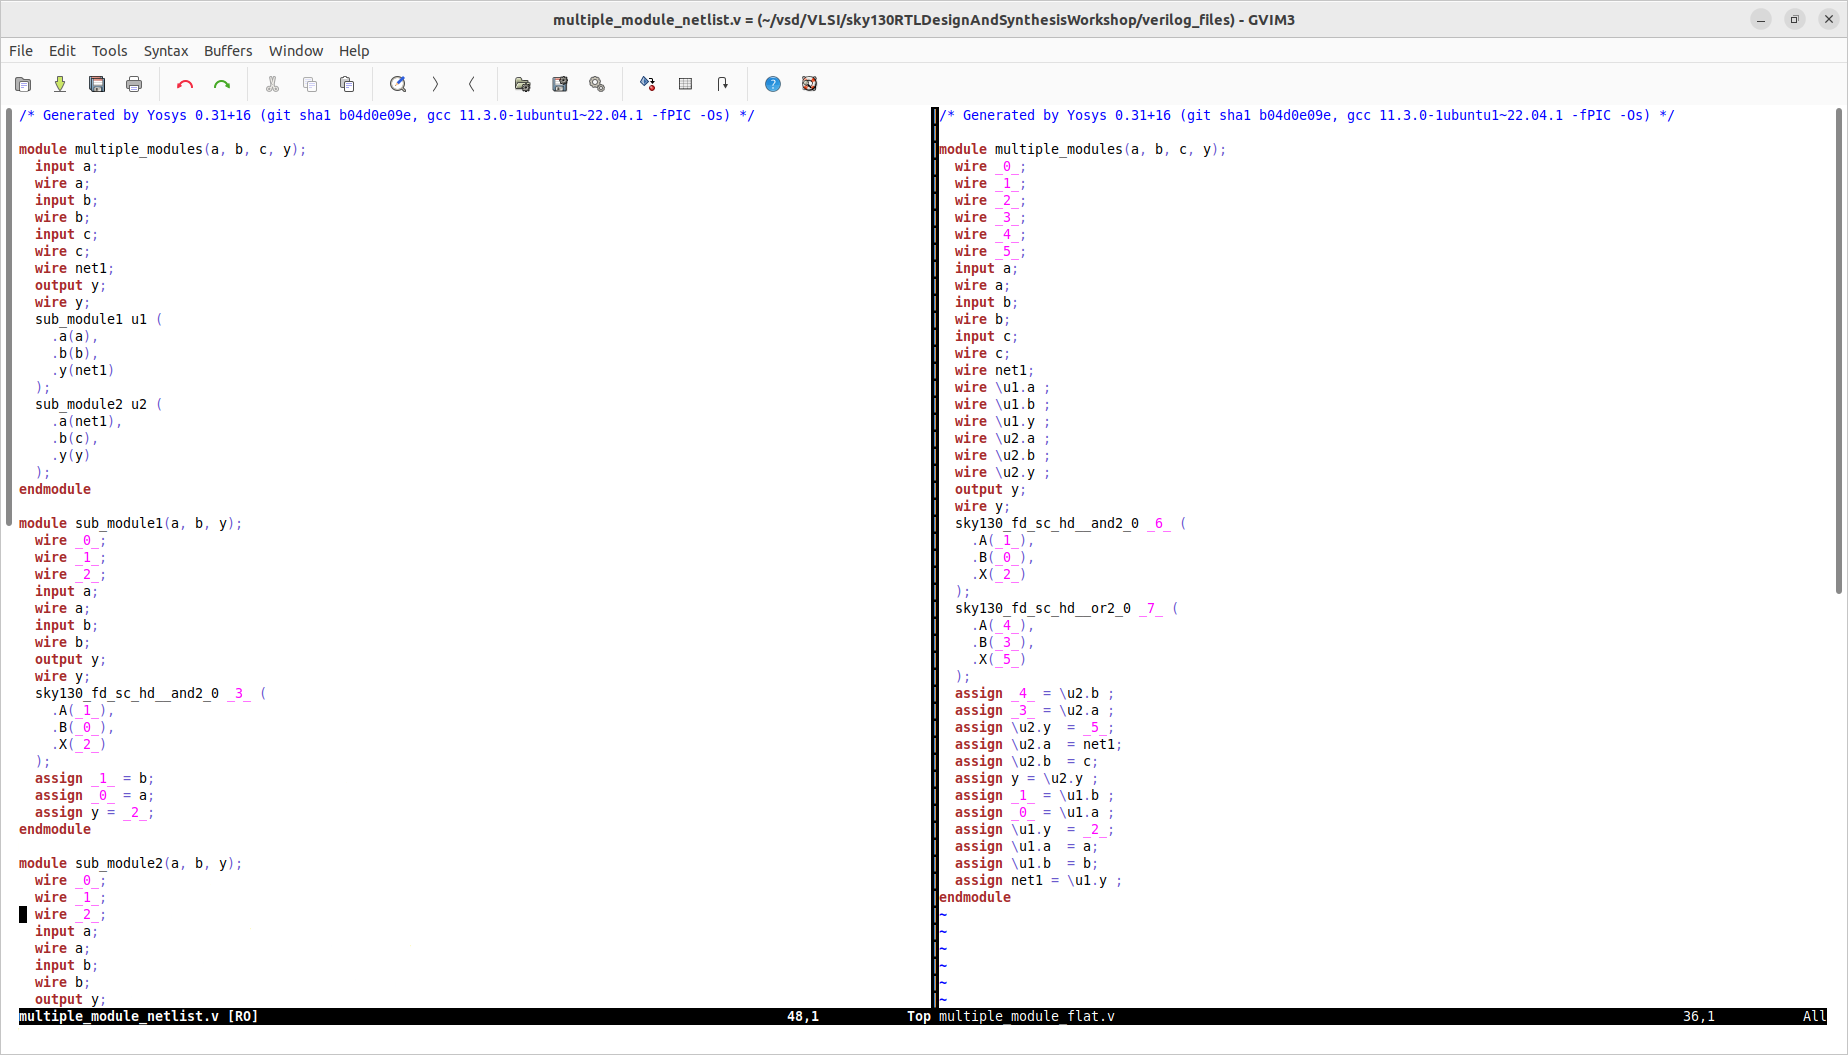 multiple_module_netlist.v = (~/vsd/VLSI/sky130RTLDesignAndSynthesisWorkshop/verilog_files) - GVIM3
File Edit Tools Syntax Buffers Window Help
/* Generated by Yosys 0.31+16 (git sha1 b04d0e09e, gcc 11.3.0-1ubuntu1~22.04.1 -fPIC -Os) */
module multiple_modules(a, b, c, y);
input a;
wire a;
input b;
wire b;
input c;
wire c;
wire net1;
output y;
wire y;
sub_module1 u1 (
.a(a),
.b(b),
.y(net1)
);
sub_module2 u2 (
.a(net1),
.b(c),
.y(y)
);
endmodule
module sub_module1(a, b, y);
wire _0_;
wire _1_;
wire _2_;
input a;
wire a;
input b;
wire b;
output y;
wire y;
sky130_fd_sc_hd__and2_0 _3_ (
.A(_1_),
.B(_0_),
.X(_2_)
);
assign _1_ = b;
assign _0_ = a;
assign y = _2_;
endmodule
module sub_module2(a, b, y);
wire _0_;
wire _1_;
wire _2_;
input a;
wire a;
input b;
wire b;
output y;
multiple_module_netlist.v [RO] 48,1 Top
/* Generated by Yosys 0.31+16 (git sha1 b04d0e09e, gcc 11.3.0-1ubuntu1~22.04.1 -fPIC -Os) */
module multiple_modules(a, b, c, y);
wire _0_;
wire _1_;
wire _2_;
wire _3_;
wire _4_;
wire _5_;
input a;
wire a;
input b;
wire b;
input c;
wire c;
wire net1;
wire \u1.a ;
wire \u1.b ;
wire \u1.y ;
wire \u2.a ;
wire \u2.b ;
wire \u2.y ;
output y;
wire y;
sky130_fd_sc_hd__and2_0 _6_ (
.A(_1_),
.B(_0_),
.X(_2_)
);
sky130_fd_sc_hd__or2_0 _7_ (
.A(_4_),
.B(_3_),
.X(_5_)
);
assign _4_ = \u2.b ;
assign _3_ = \u2.a ;
assign \u2.y  = _5_;
assign \u2.a  = net1;
assign \u2.b  = c;
assign y = \u2.y ;
assign _1_ = \u1.b ;
assign _0_ = \u1.a ;
assign \u1.y  = _2_;
assign \u1.a  = a;
assign \u1.b  = b;
assign net1 = \u1.y ;
endmodule
~
~
~
~
~
~
multiple_module_flat.v 36,1 All